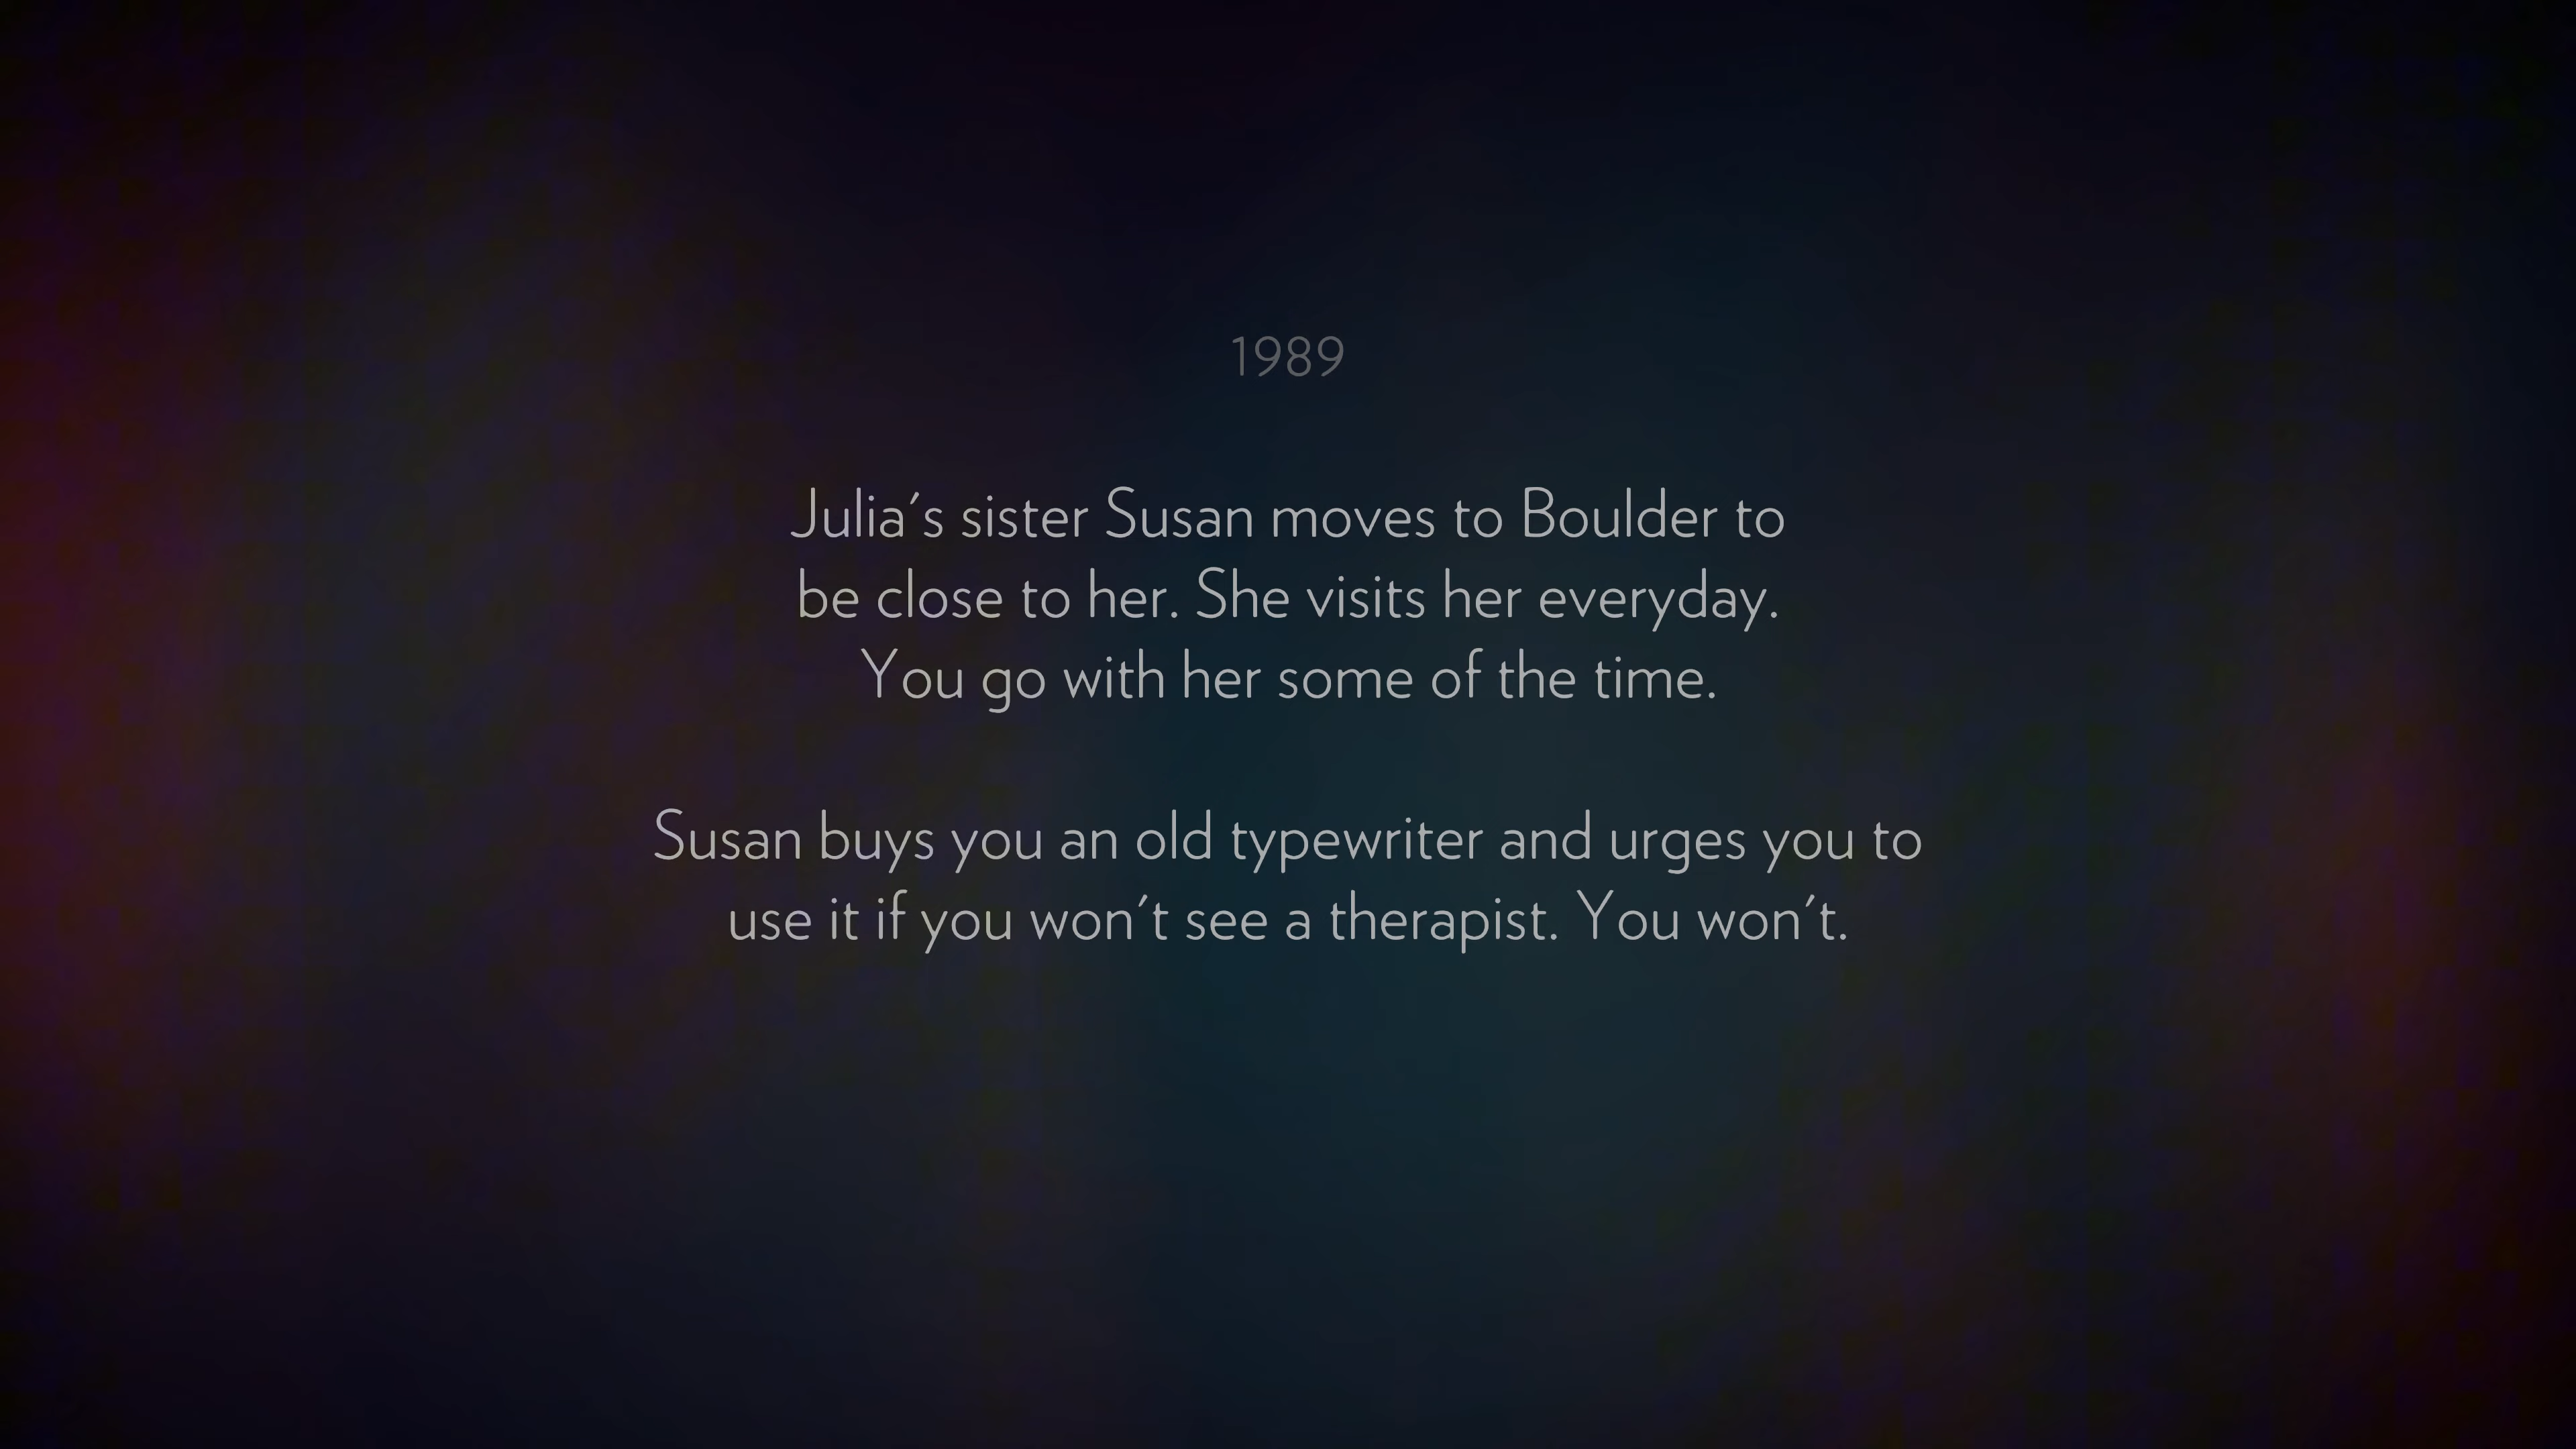 1989
Julia's sister Susan moves to Boulder to
be close to her. She visits her everyday.
You go with her some of the time.
Susan buys you an old typewriter and urges you to
use it if you won't see a therapist. You won't.